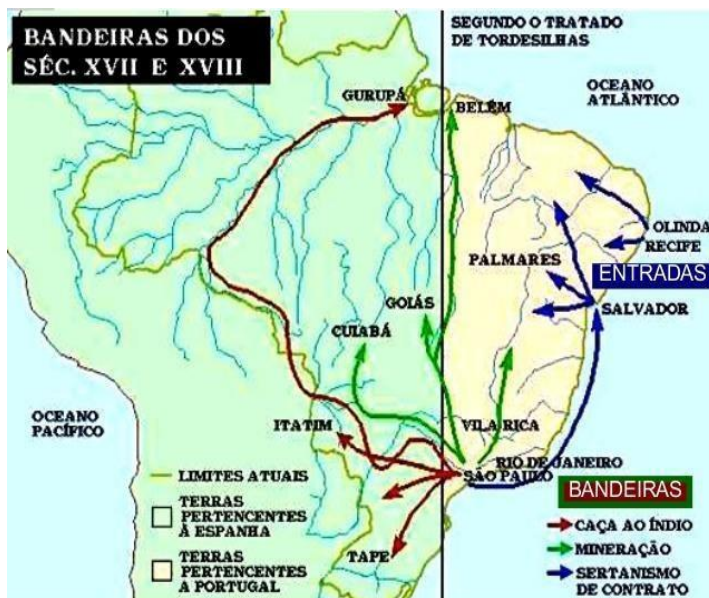 BANDEIRAS DOS
SÉC. XVII E XVIII
SEGUNDO O TRATADO
DE TORDESILHAS
OCEANO
ATLÂNTICO
GURUPÁ
BELÉM
OLINDA
RECIFE
PALMARES
ENTRADAS
SALVADOR
GOIÁS
CUIABÁ
OCEANO
PACÍFICO
ITATIM
VILA RICA
RIO DE JANEIRO
SÃO PAULO
TAPE
LIMITES ATUAIS
TERRAS
PERTENCENTES
À ESPANHA
TERRAS
PERTENCENTES
A PORTUGAL
BANDEIRAS
CAÇA AO ÍNDIO
MINERAÇÃO
SERTANISMO
DE CONTRATO